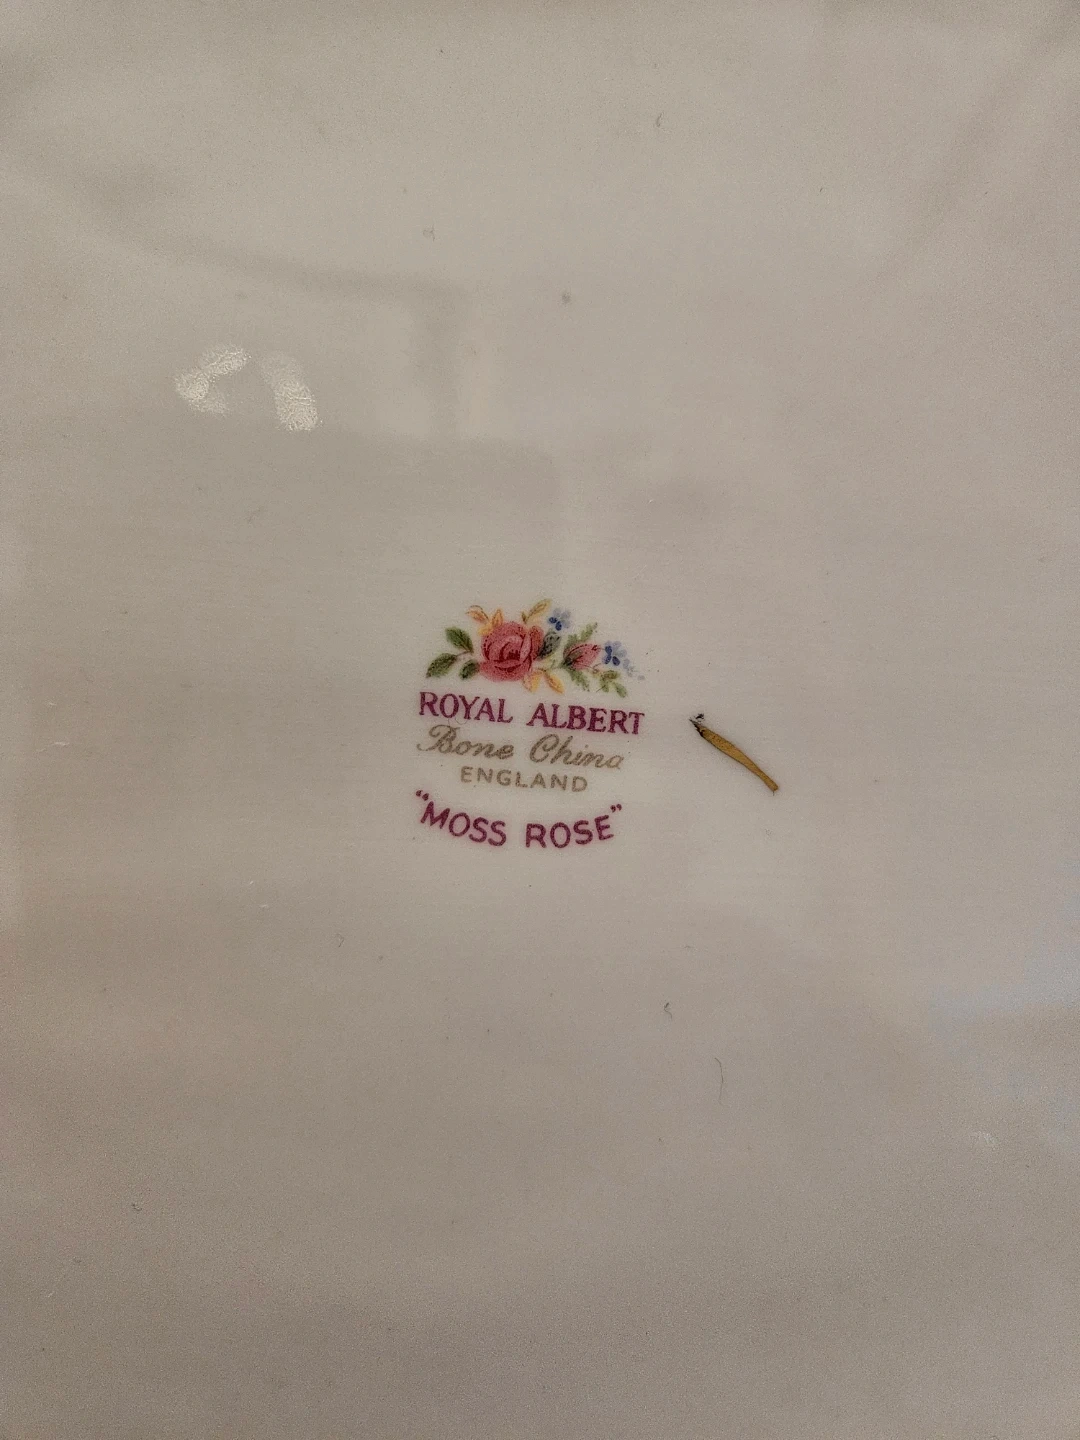 ROYAL ALBERT
Bone China
ENGLAND
"MOSS ROSE"